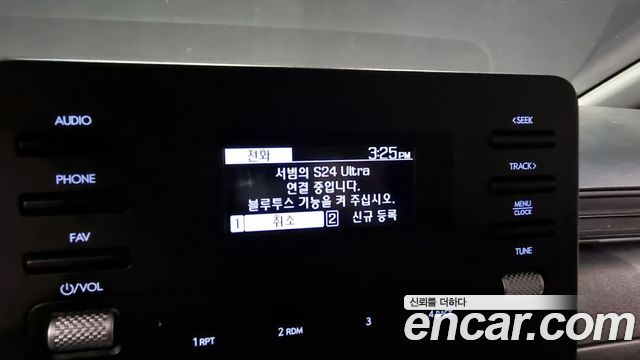 AUDIO
PHONE
FAV
⏻/VOL
전화 3:25PM
서범의 S24 Ultra
연결 중입니다.
블루투스 기능을 켜 주십시오.
1 취소 2 신규 등록
<SEEK
TRACK>
MENU
CLOCK
TUNE
1 RPT
2 RDM
3
신뢰를 더하다
encar.com